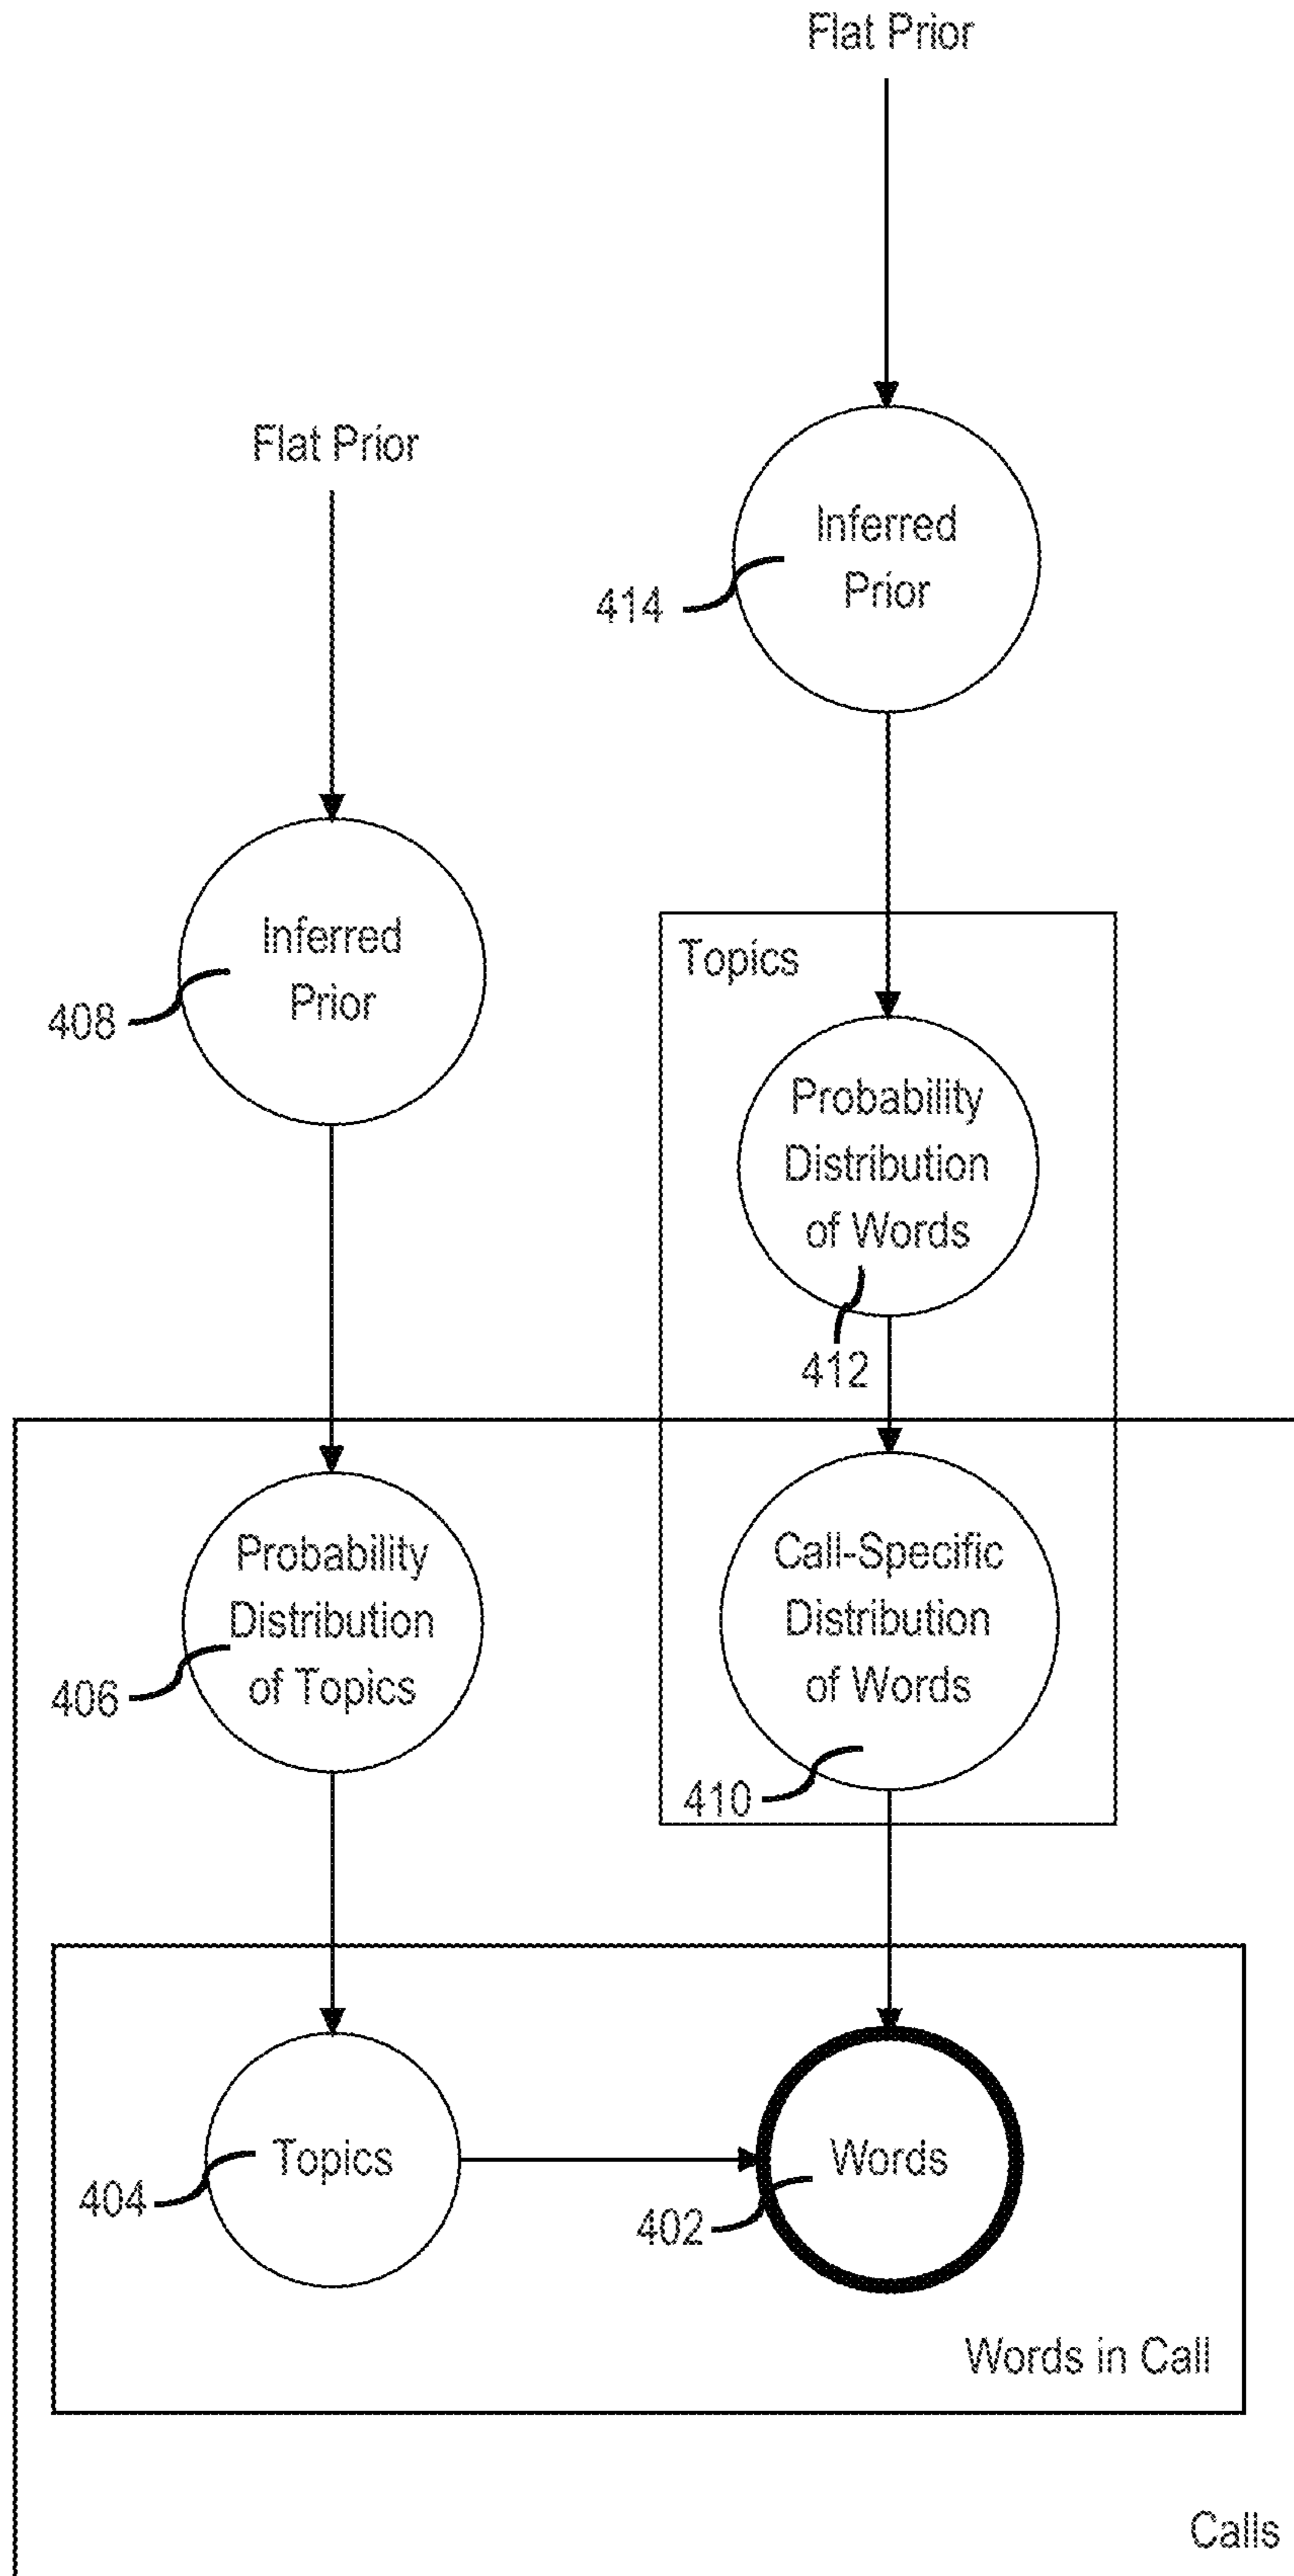 Flat Prior
Flat Prior
Inferred
Prior
414
Inferred
Prior
408
Topics
Probability
Distribution
of Words
412
Probability
Distribution
of Topics
406
Call-Specific
Distribution
of Words
410
Topics
404
Words
402
Words in Call
Calls